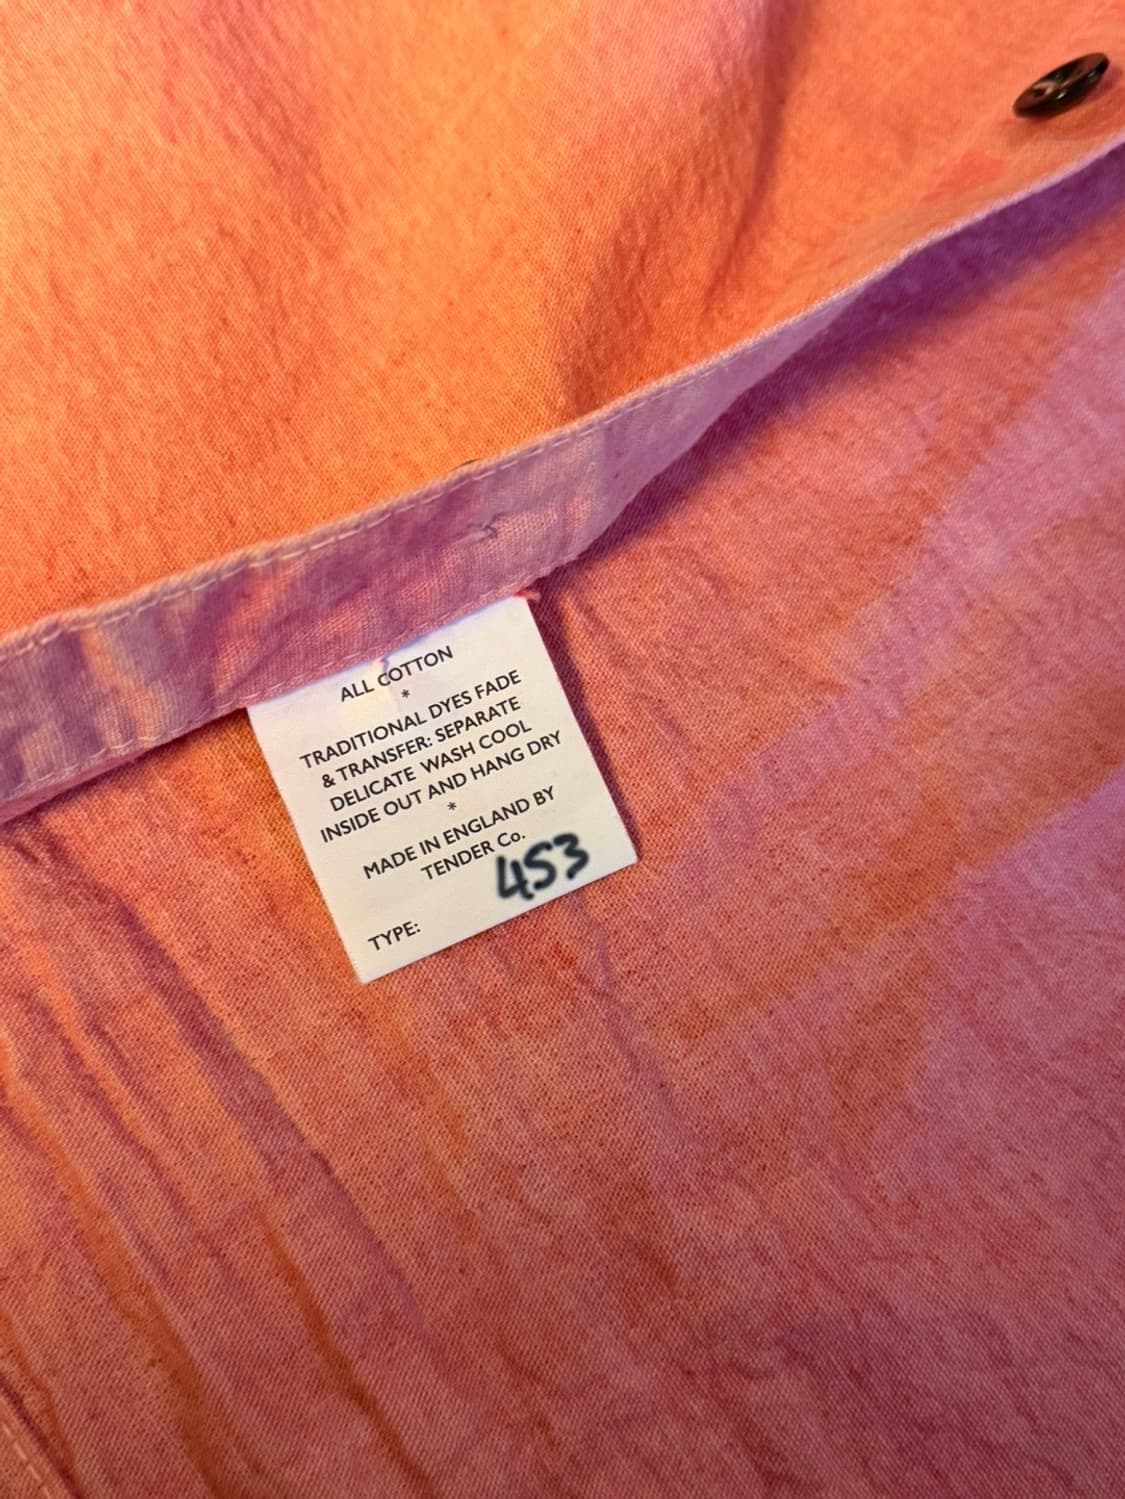 ALL COTTON
*
TRADITIONAL DYES FADE
& TRANSFER: SEPARATE
DELICATE WASH COOL
INSIDE OUT AND HANG DRY
*
MADE IN ENGLAND BY
TENDER Co.
453
TYPE: